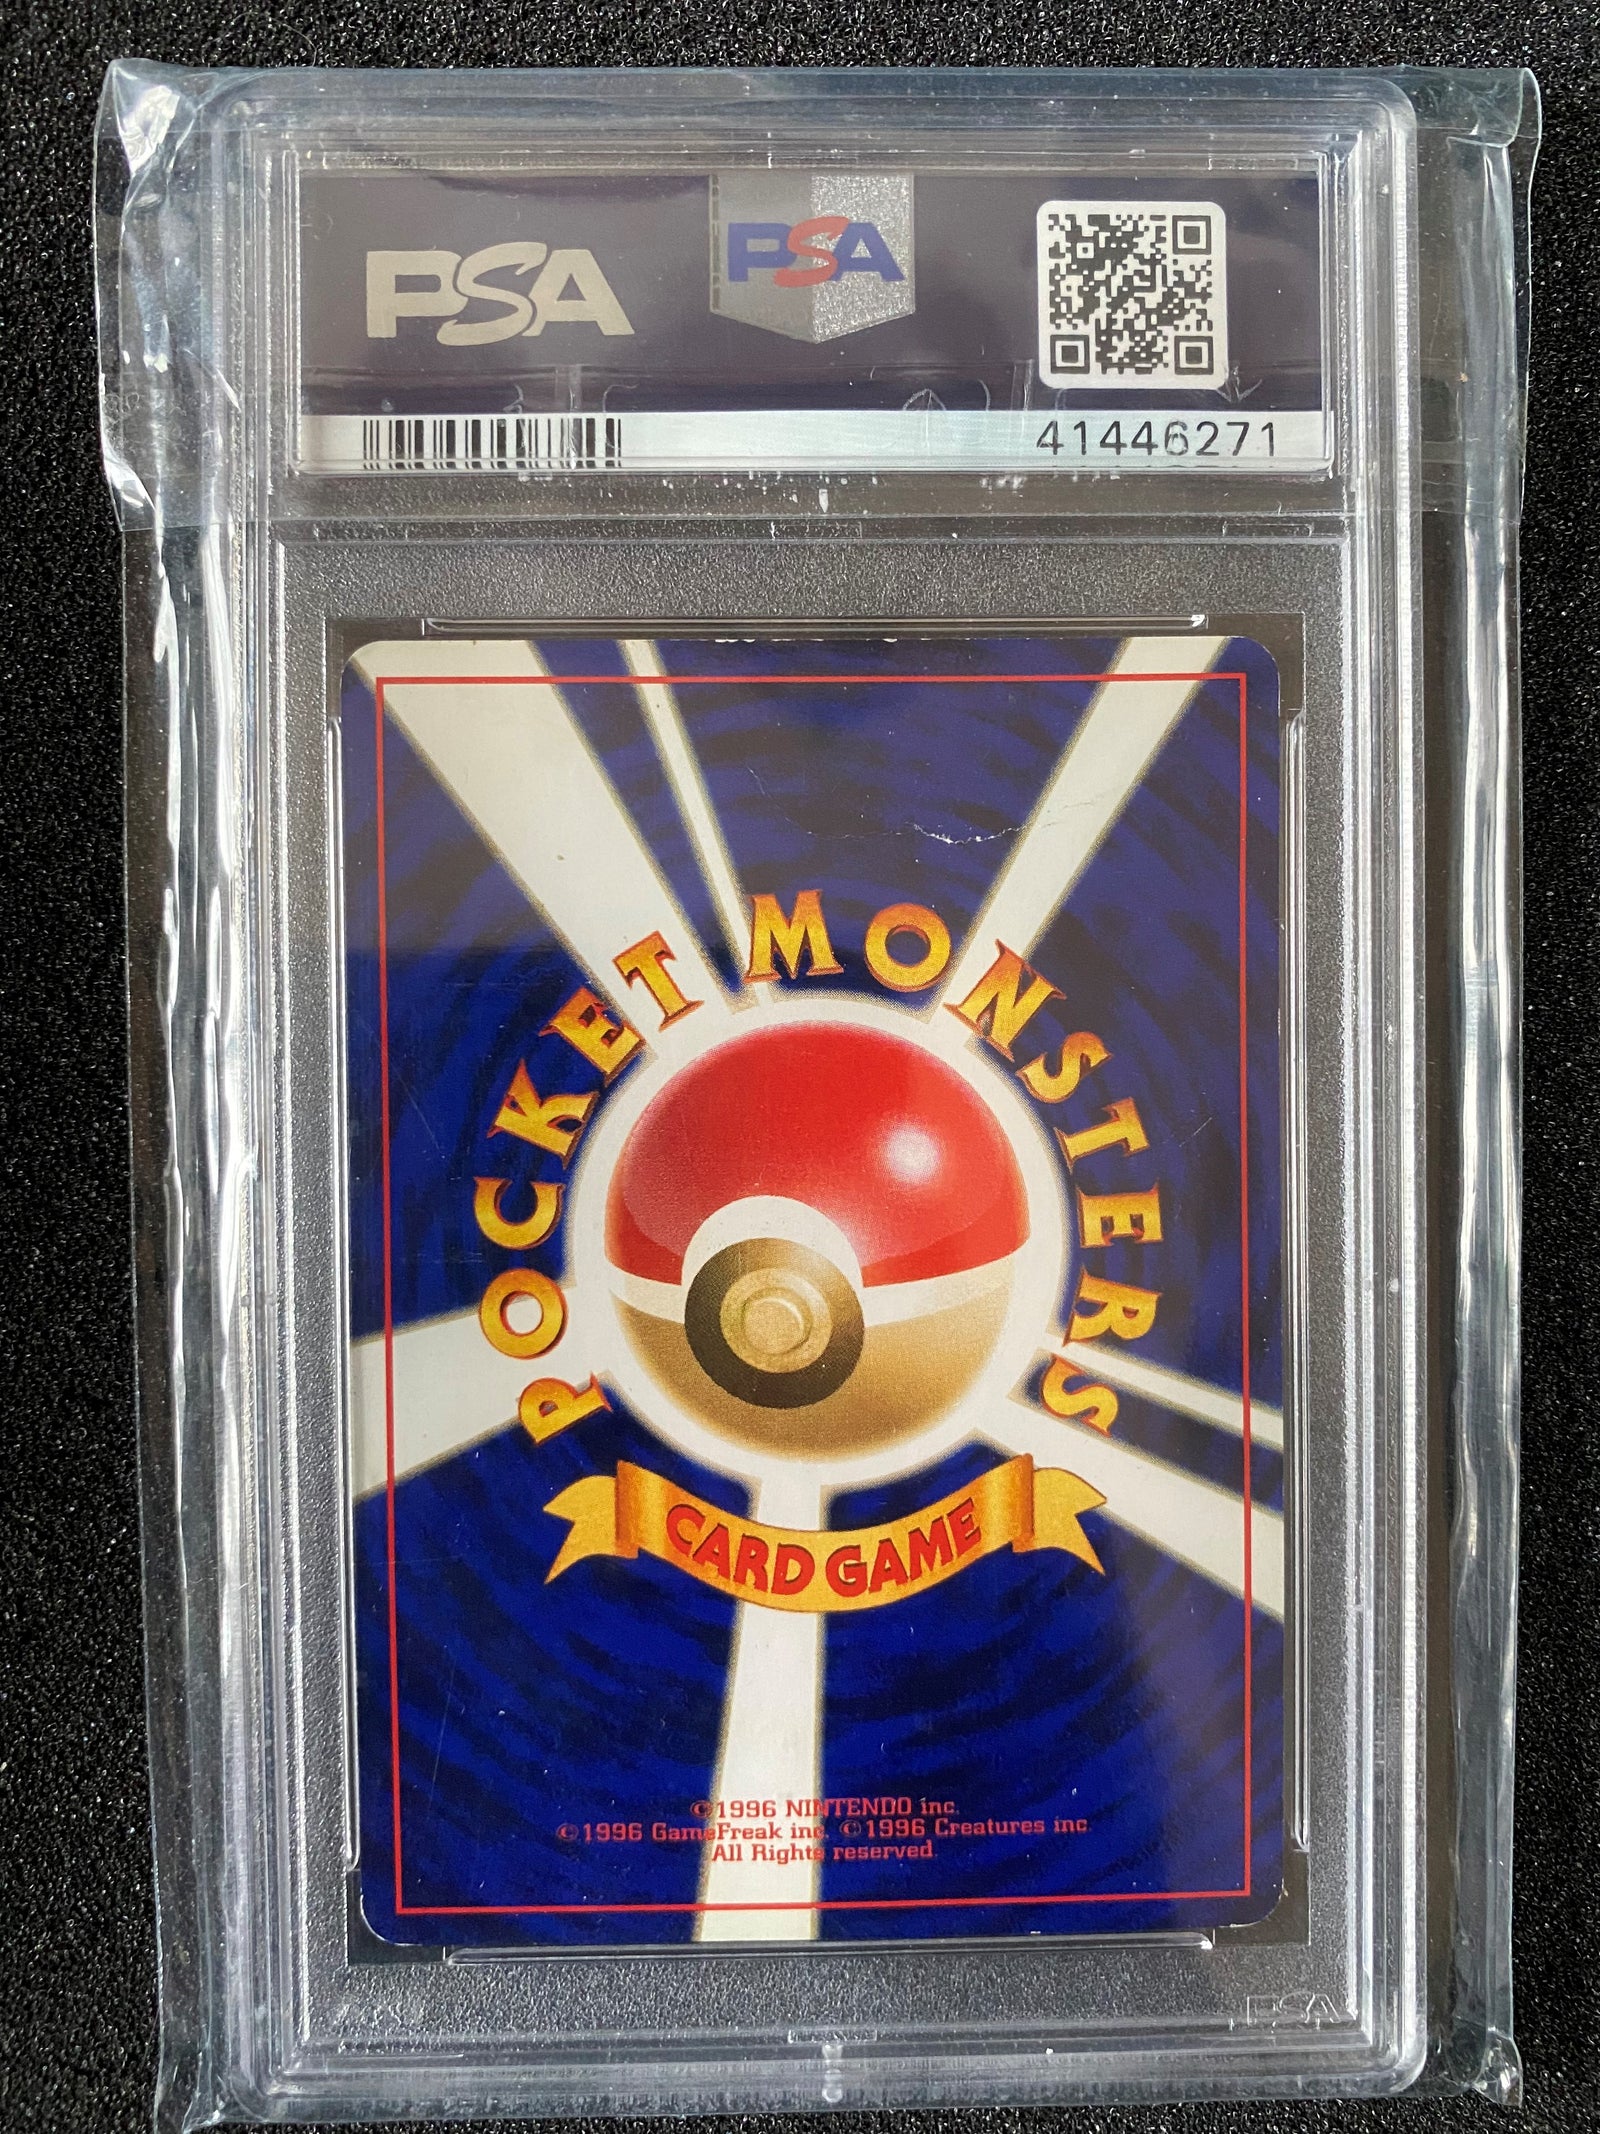 PSA
PSA
41446271
POCKET MONSTERS
CARD GAME
©1996 NINTENDO inc.
©1996 GameFreak inc. ©1996 Creatures inc.
All Rights reserved.
PSA